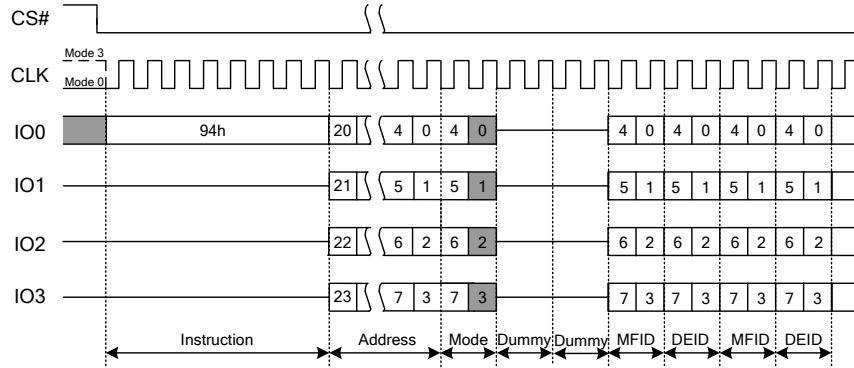 CS#
Mode 3
CLK
Mode 0
IO0 94h 20 4 0 4 0 4 0 4 0 4 0 4 0
IO1 21 5 1 5 1 5 1 5 1 5 1 5 1
IO2 22 6 2 6 2 6 2 6 2 6 2 6 2
IO3 23 7 3 7 3 7 3 7 3 7 3 7 3
Instruction Address Mode Dummy Dummy MFID DEID MFID DEID